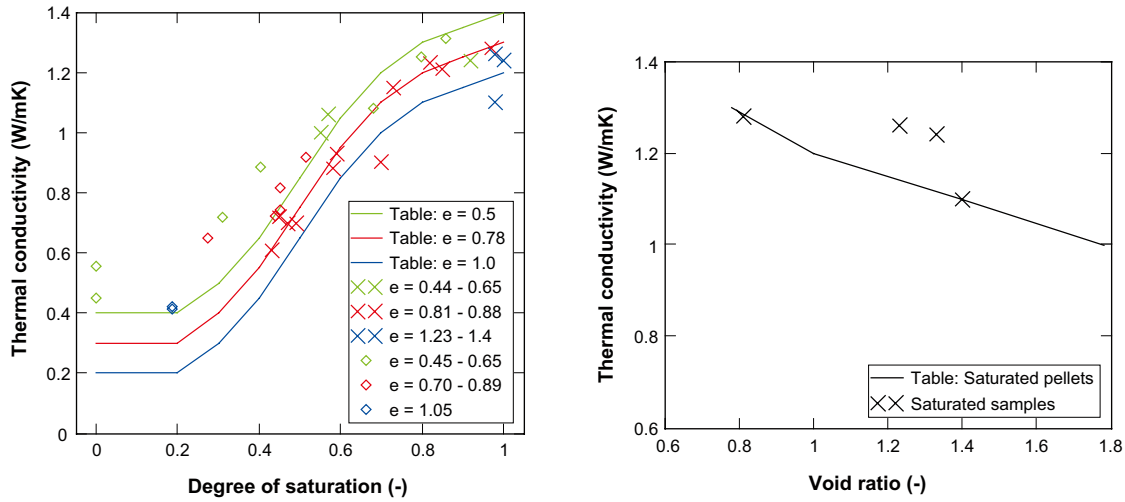 Thermal conductivity (W/mK)
1.4
1.2
1
0.8
0.6
0.4
0.2
0
0 0.2 0.4 0.6 0.8 1
Degree of saturation (-)
Table: e = 0.5
Table: e = 0.78
Table: e = 1.0
e = 0.44 - 0.65
e = 0.81 - 0.88
e = 1.23 - 1.4
e = 0.45 - 0.65
e = 0.70 - 0.89
e = 1.05
Thermal conductivity (W/mK)
1.4
1.2
1
0.8
0.6
0.6 0.8 1 1.2 1.4 1.6 1.8
Void ratio (-)
Table: Saturated pellets
Saturated samples